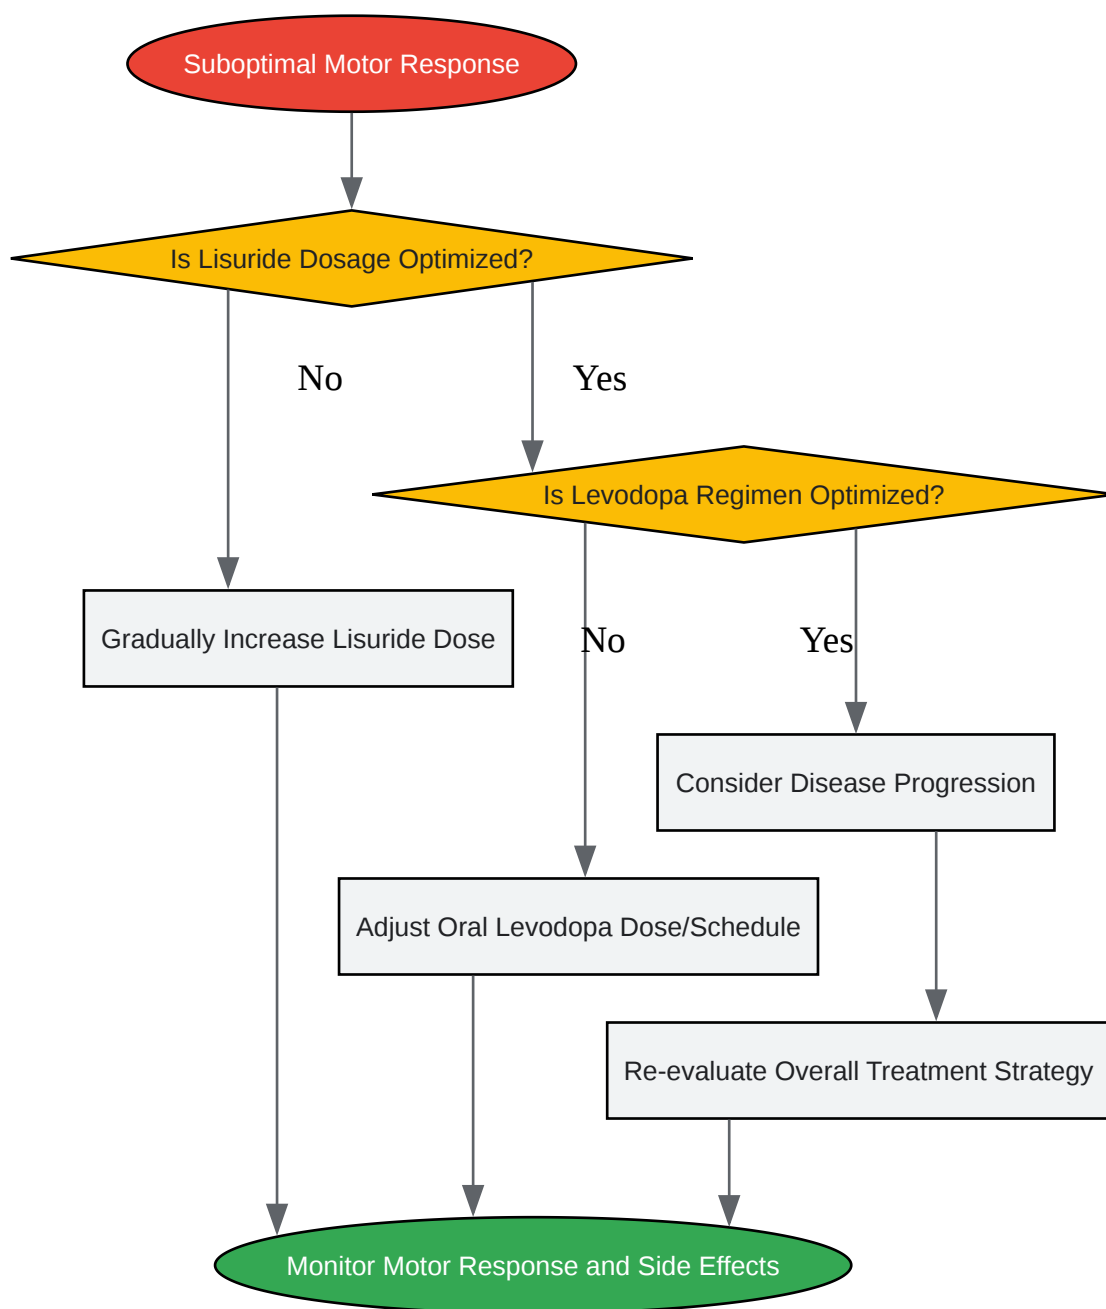 Suboptimal Motor Response
Is Lisuride Dosage Optimized?
No
Yes
Is Levodopa Regimen Optimized?
Gradually Increase Lisuride Dose
No
Yes
Consider Disease Progression
Adjust Oral Levodopa Dose/Schedule
Re-evaluate Overall Treatment Strategy
Monitor Motor Response and Side Effects